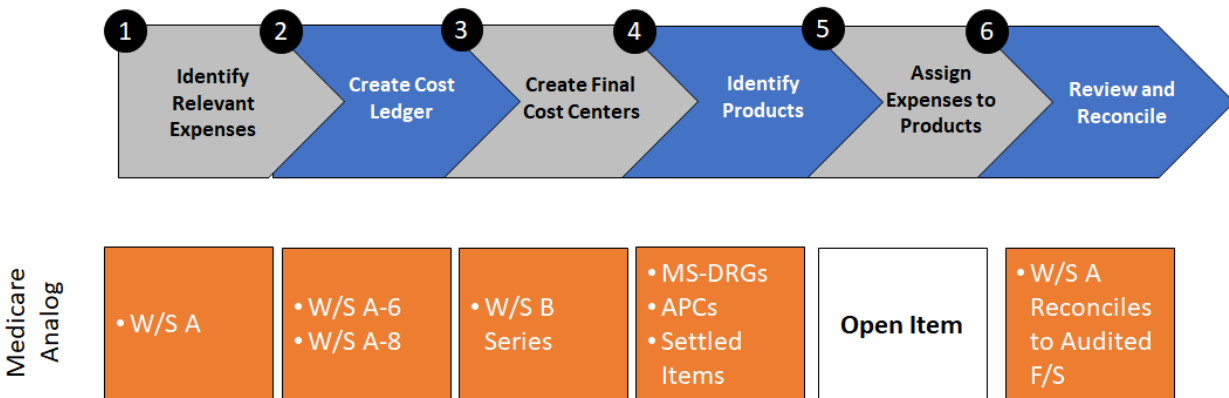 1
2
3
4
5
6
Identify
Relevant
Expenses
Create Cost
Ledger
Create Final
Cost Centers
Identify
Products
Assign
Expenses to
Products
Review and
Reconcile
Medicare
Analog
• W/S A
• W/S A-6
• W/S A-8
• W/S B
Series
• MS-DRGs
• APCs
• Settled
Items
Open Item
• W/S A
Reconciles
to Audited
F/S